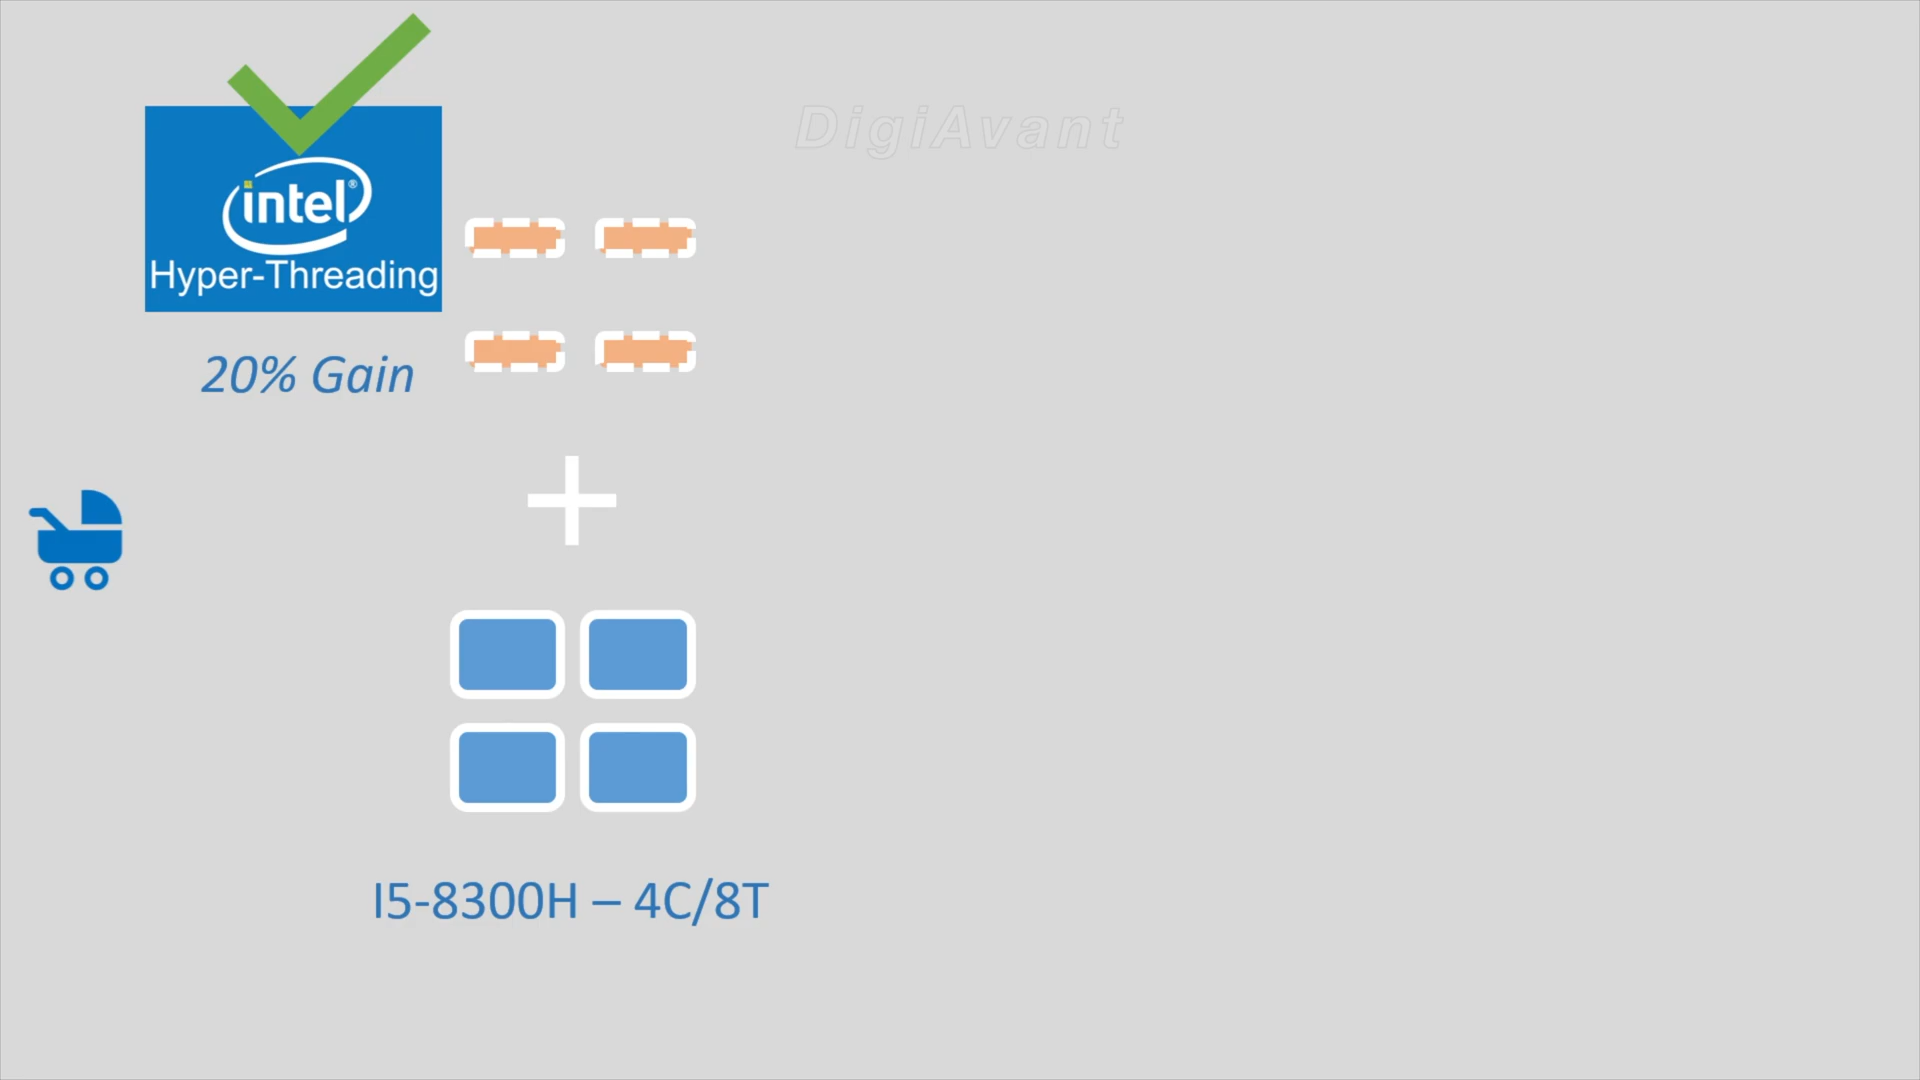 DigiAvant
intel®
Hyper-Threading
20% Gain
I5-8300H – 4C/8T